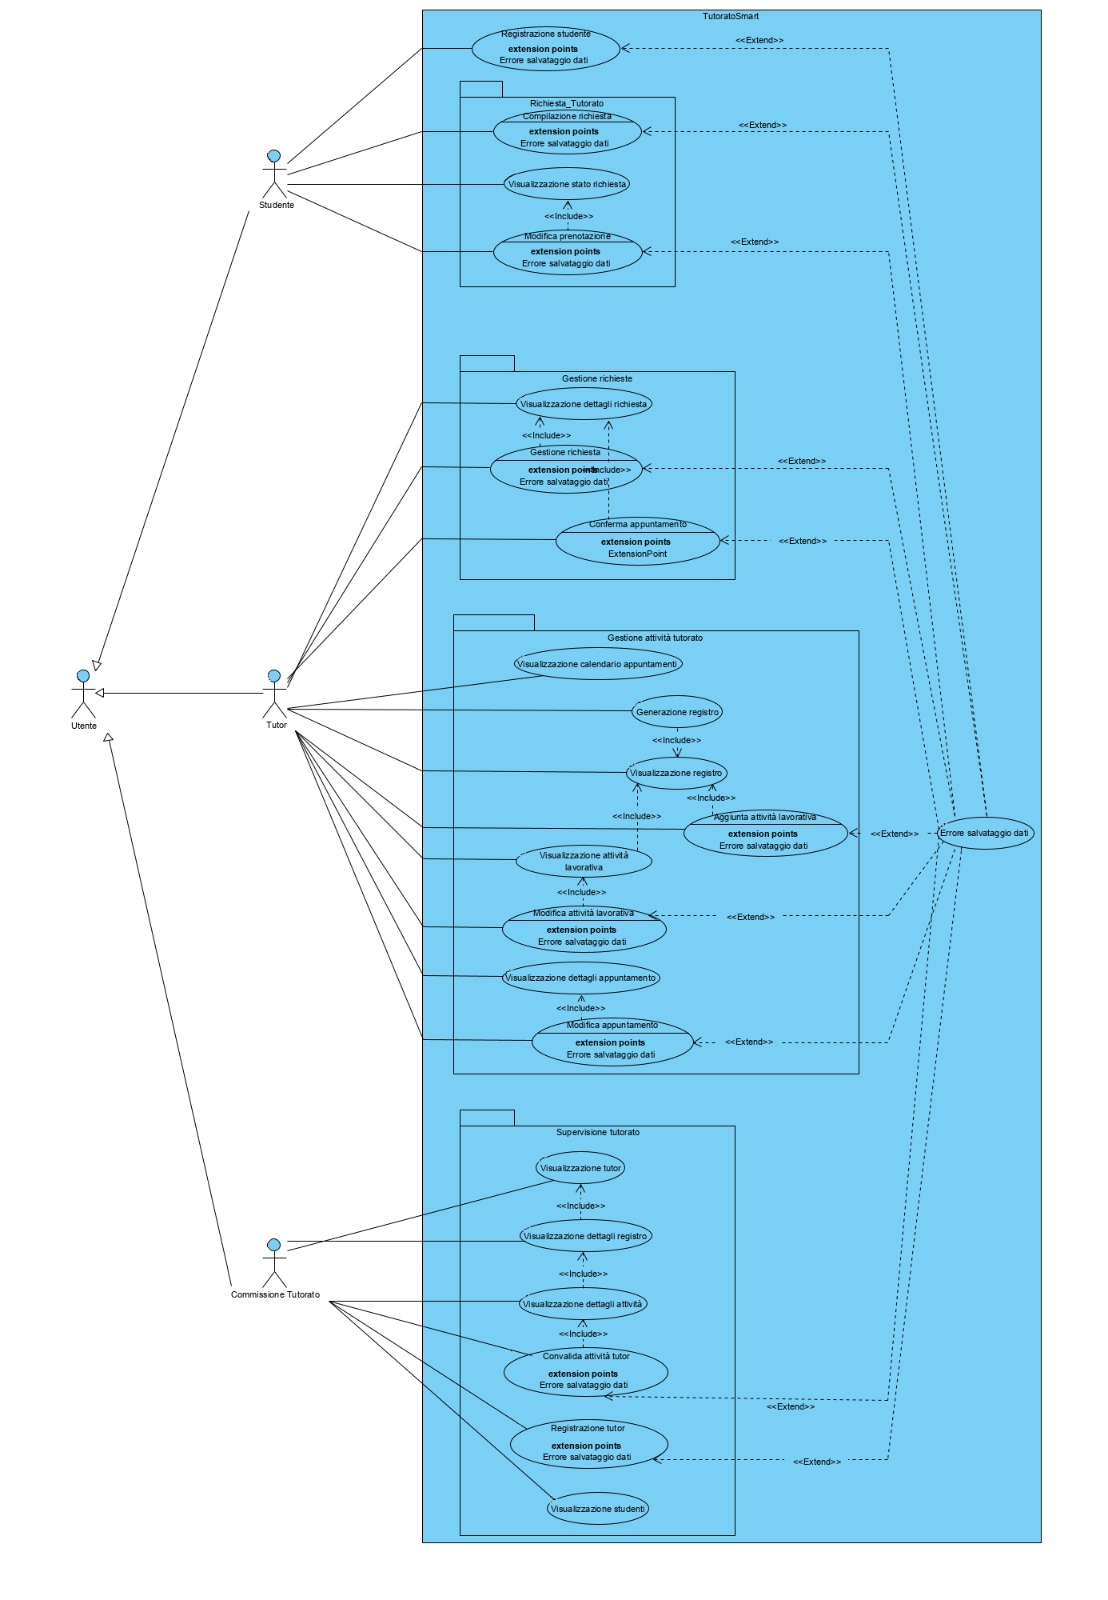 TutoratoSmart
Registrazione studente
extension points
Errore salvataggio dati
<<Extend>>
Richiesta_Tutorato
Compilazione richiesta
extension points
Errore salvataggio dati
<<Extend>>
Visualizzazione stato richiesta
<<Include>>
Modifica prenotazione
extension points
Errore salvataggio dati
<<Extend>>
Studente
Gestione richieste
Visualizzazione dettagli richiesta
<<Include>>
Gestione richiesta
extension points
<<Include>>
Errore salvataggio dati
<<Extend>>
Conferma appuntamento
extension points
ExtensionPoint
<<Extend>>
Gestione attività tutorato
Visualizzazione calendario appuntamenti
Generazione registro
<<Include>>
Utente
Tutor
Visualizzazione registro
<<Include>>
<<Include>>
Aggiunta attività lavorativa
extension points
Errore salvataggio dati
<<Extend>>
Errore salvataggio dati
Visualizzazione attività
lavorativa
<<Include>>
Modifica attività lavorativa
extension points
Errore salvataggio dati
<<Extend>>
Visualizzazione dettagli appuntamento
<<Include>>
Modifica appuntamento
extension points
Errore salvataggio dati
<<Extend>>
Supervisione tutorato
Visualizzazione tutor
<<Include>>
Visualizzazione dettagli registro
<<Include>>
Commissione Tutorato
Visualizzazione dettagli attività
<<Include>>
Convalida attività tutor
extension points
Errore salvataggio dati
<<Extend>>
Registrazione tutor
extension points
Errore salvataggio dati
<<Extend>>
Visualizzazione studenti